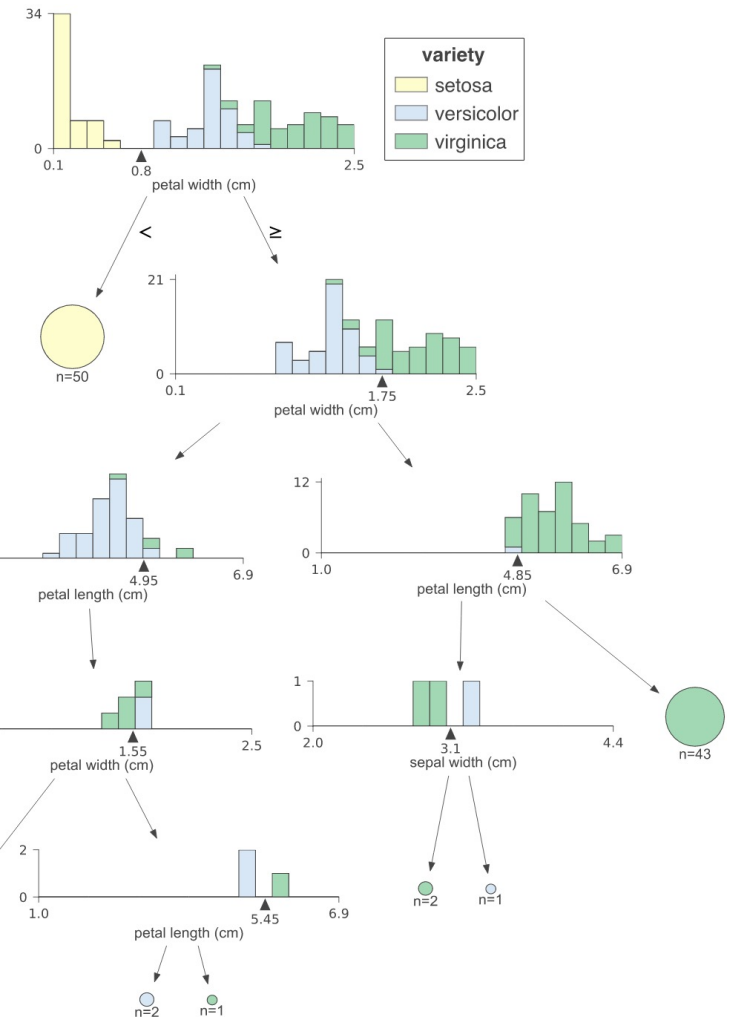 34
variety
setosa
versicolor
virginica
0
0.1
0.8
2.5
petal width (cm)
<
≥
21
n=50
0
0.1
1.75
2.5
petal width (cm)
12
0
4.95
6.9
1.0
4.85
6.9
petal length (cm)
petal length (cm)
1
0
1.55
2.5
2.0
3.1
4.4
petal width (cm)
sepal width (cm)
n=43
2
0
1.0
5.45
6.9
n=2
n=1
petal length (cm)
n=2
n=1